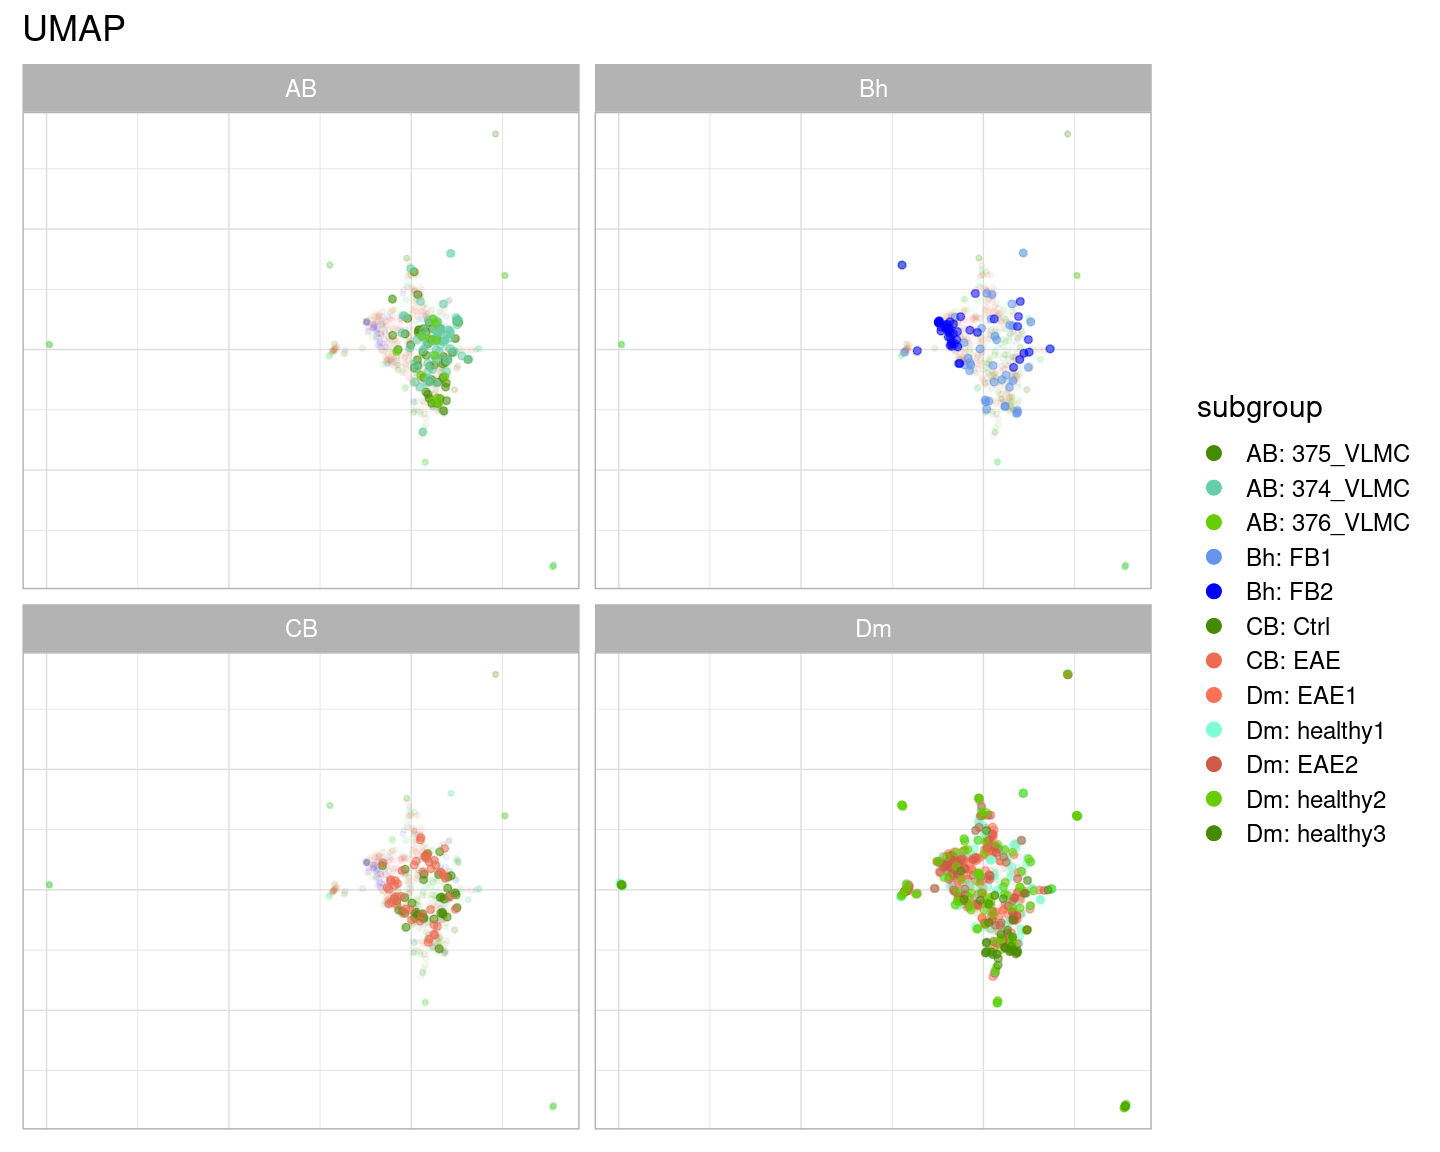 UMAP
AB
Bh
CB
Dm
subgroup
AB: 375_VLMC
AB: 374_VLMC
AB: 376_VLMC
Bh: FB1
Bh: FB2
CB: Ctrl
CB: EAE
Dm: EAE1
Dm: healthy1
Dm: EAE2
Dm: healthy2
Dm: healthy3